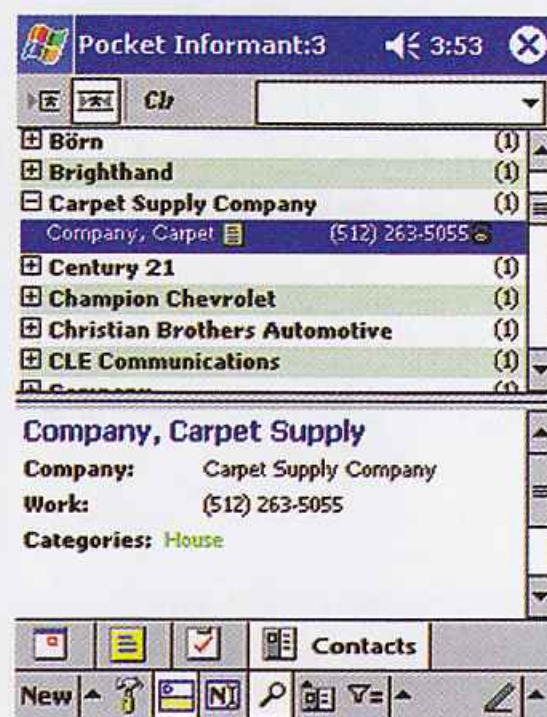 Pocket Informant:3 3:53
Clr
Börn (1)
Brighthand (1)
Carpet Supply Company (1)
Company, Carpet (512) 263-5055
Century 21 (1)
Champion Chevrolet (1)
Christian Brothers Automotive (1)
CLE Communications (1)
Company, Carpet Supply
Company: Carpet Supply Company
Work: (512) 263-5055
Categories: House
Contacts
New